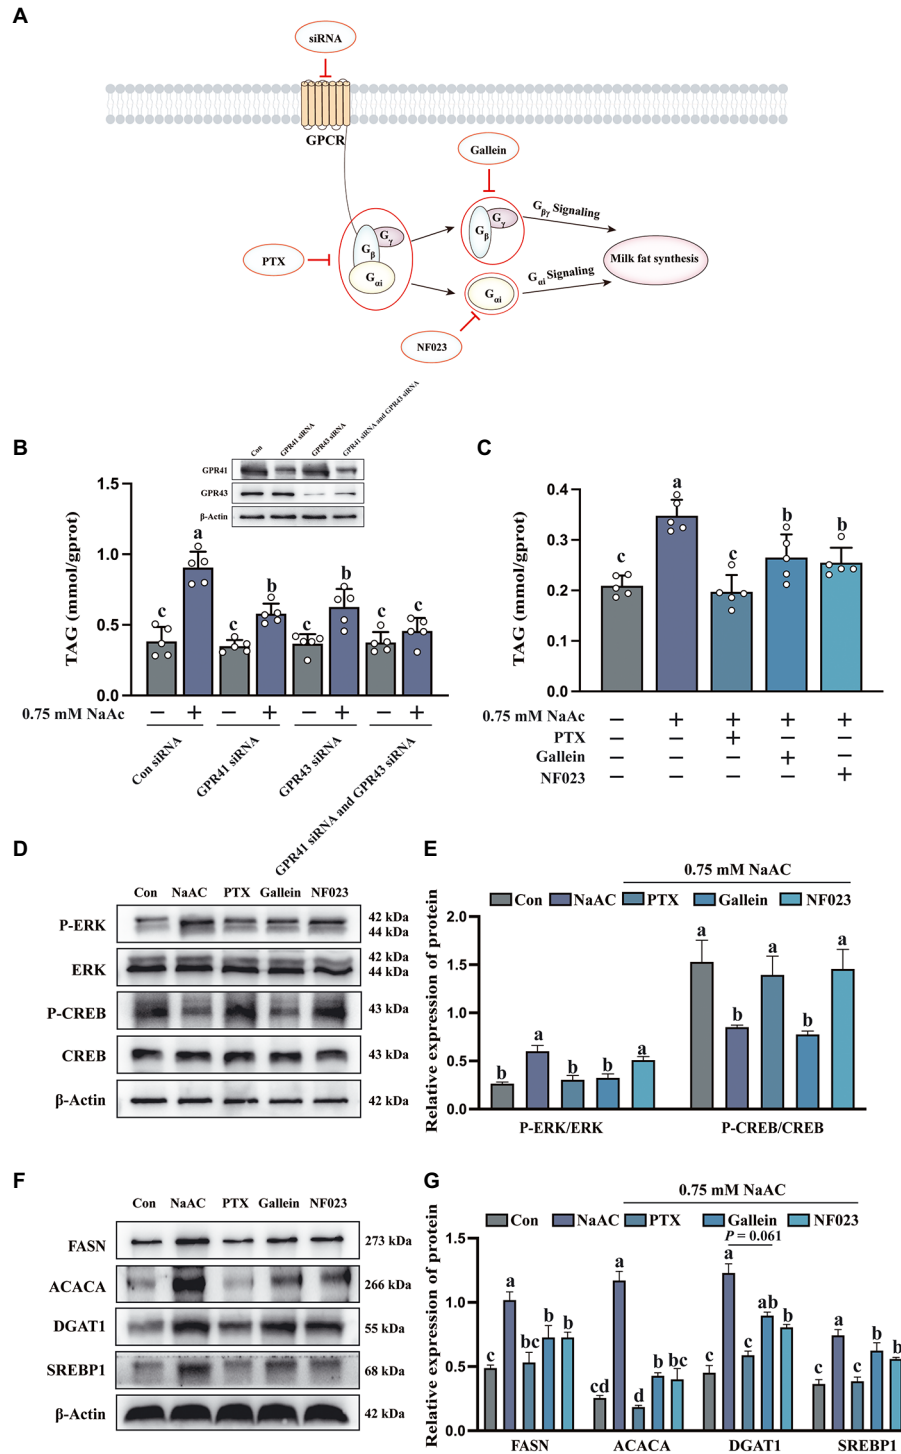 A
siRNA
GPCR
Gallein
Gβγ Signaling
Gγ
Gβ
Gγ
Gβ
PTX
Gαi
Milk fat synthesis
Gαi Signaling
Gαi
NF023
B
Con
GPR41 siRNA
GPR43 siRNA
GPR41 siRNA and GPR43 siRNA
GPR41
GPR43
β-Actin
TAG (mmol/gprot)
1.5
1.0
0.5
0.0
c a c b c b c c
0.75 mM NaAc − + − + − + − +
Con siRNA
GPR41 siRNA
GPR43 siRNA
GPR41 siRNA and GPR43 siRNA
C
TAG (mmol/gprot)
0.4
0.3
0.2
0.1
0.0
c a c b b
0.75 mM NaAc − + + + +
PTX − − + − −
Gallein − − − + −
NF023 − − − − +
D
Con NaAC PTX Gallein NF023
P-ERK 42 kDa
44 kDa
ERK 42 kDa
44 kDa
P-CREB 43 kDa
CREB 43 kDa
β-Actin 42 kDa
E
0.75 mM NaAC
Con NaAC PTX Gallein NF023
Relative expression of protein
2.0
1.5
1.0
0.5
0.0
b a b b a a b a b a
P-ERK/ERK P-CREB/CREB
F
Con NaAC PTX Gallein NF023
FASN 273 kDa
ACACA 266 kDa
DGAT1 55 kDa
SREBP1 68 kDa
β-Actin 42 kDa
G
0.75 mM NaAC
Con NaAC PTX Gallein NF023
P = 0.061
Relative expression of protein
1.5
1.0
0.5
0.0
c a bc b b cd a d b bc c a c ab b c a c b b
FASN ACACA DGAT1 SREBP1